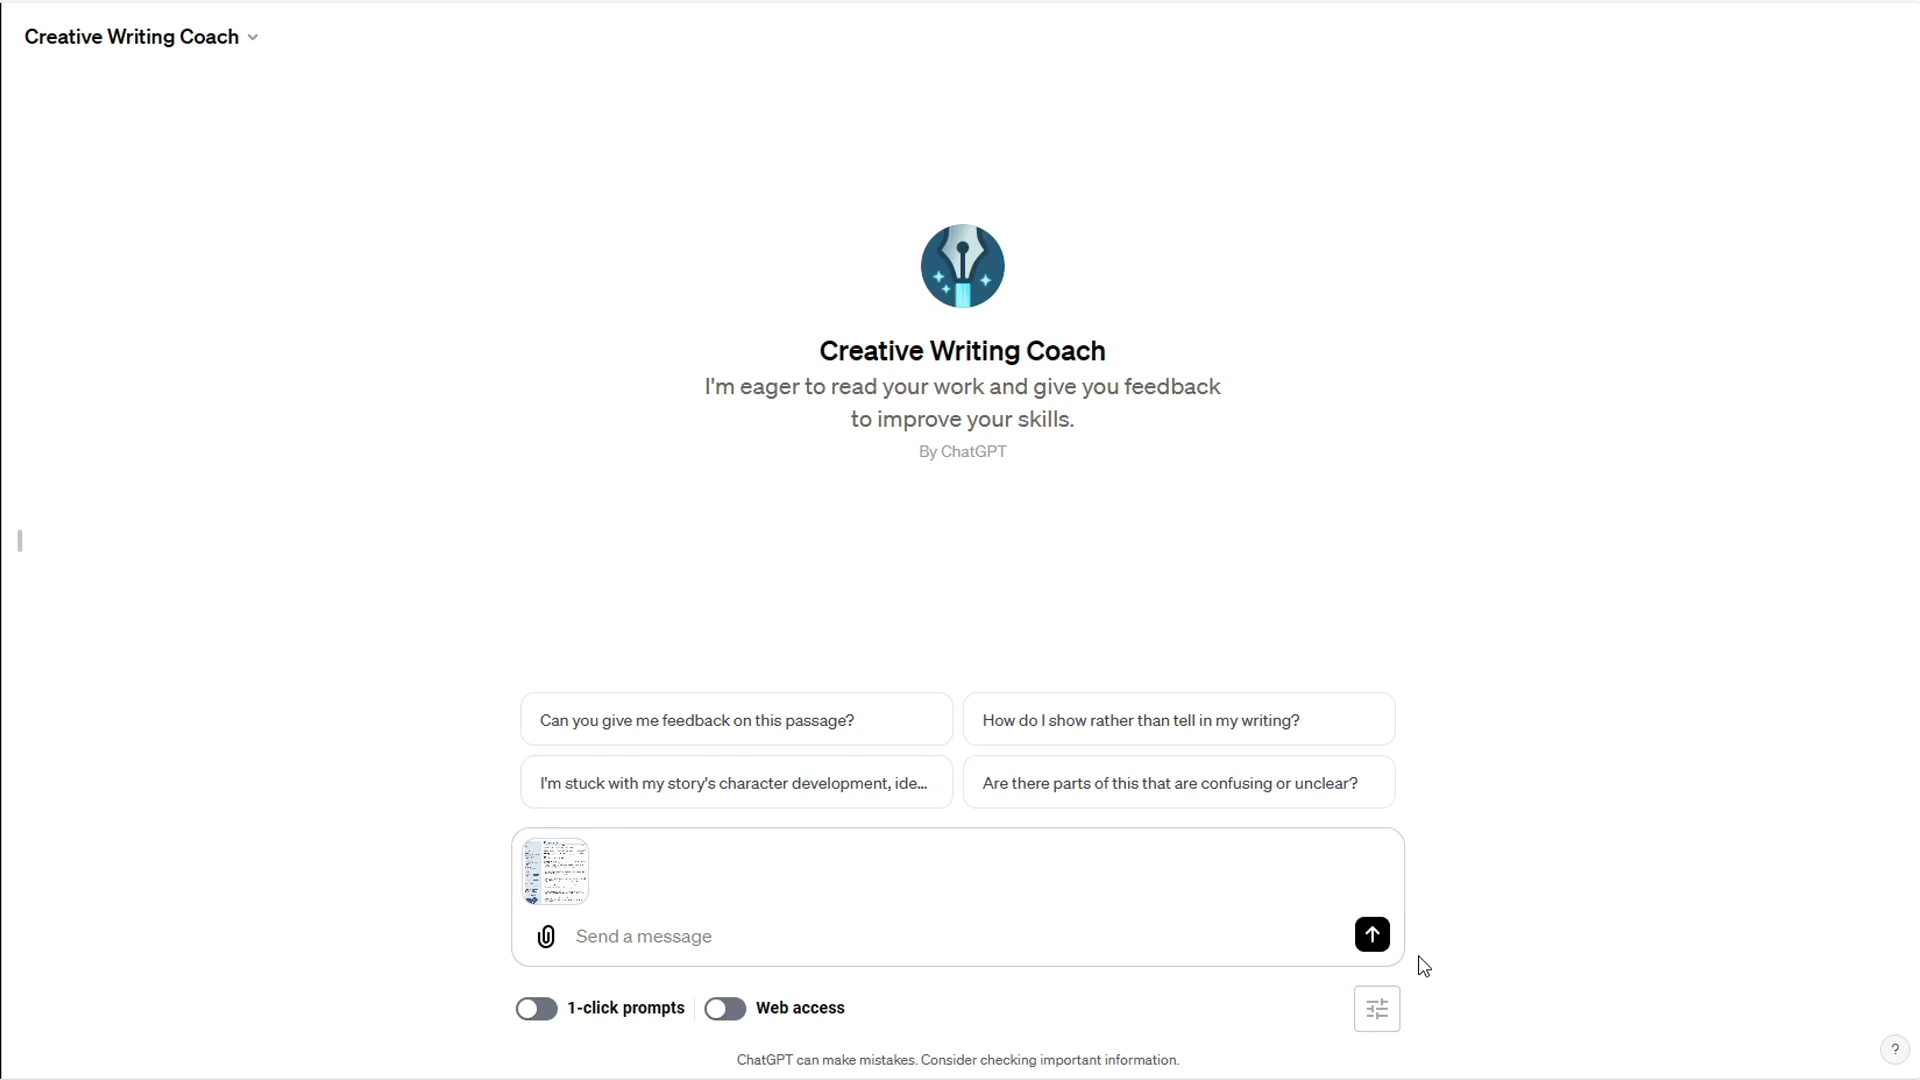 Creative Writing Coach
Creative Writing Coach
I'm eager to read your work and give you feedback
to improve your skills.
By ChatGPT
Can you give me feedback on this passage?
How do I show rather than tell in my writing?
I'm stuck with my story's character development, ide...
Are there parts of this that are confusing or unclear?
Send a message
1-click prompts
Web access
ChatGPT can make mistakes. Consider checking important information.
?